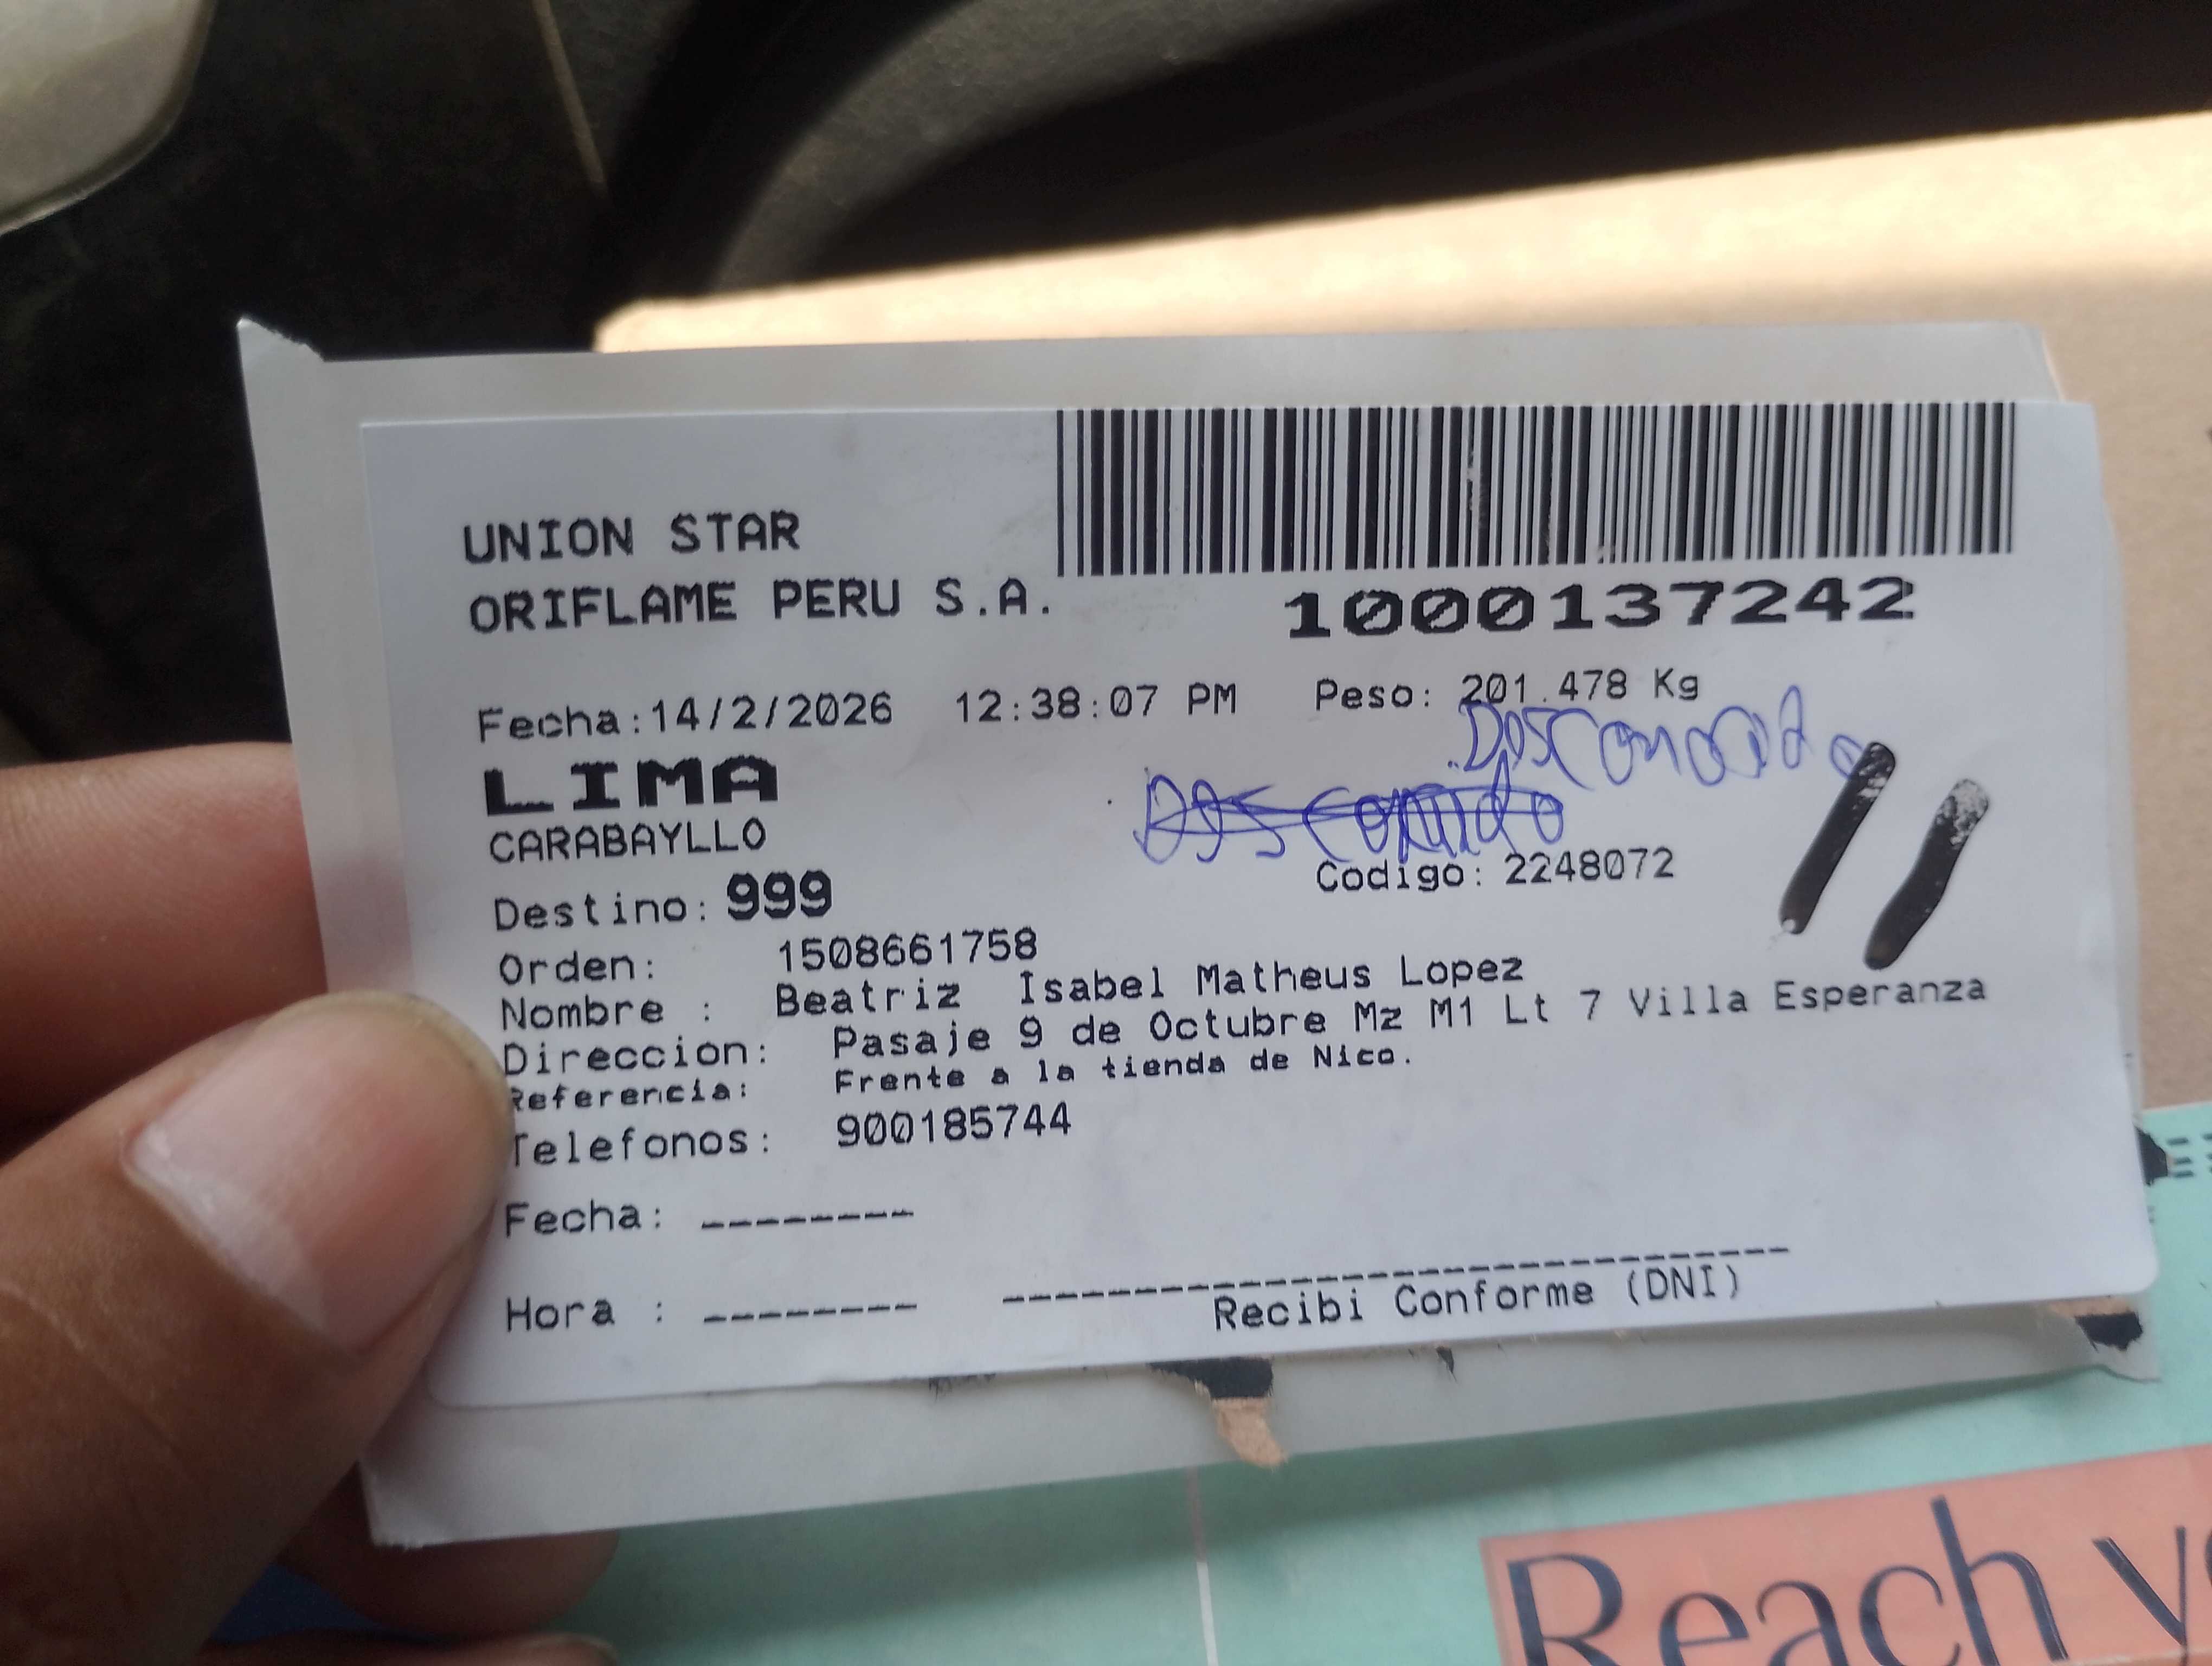 UNION STAR
ORIFLAME PERU S.A.
1000137242
Fecha:14/2/2026 12:38:07 PM Peso: 201.478 Kg
LIMA
CARABAYLLO
Destino: 999
Codigo: 2248072
Orden: 1508661758
Nombre : Beatriz Isabel Matheus Lopez
Direccion: Pasaje 9 de Octubre Mz M1 Lt 7 Villa Esperanza
Referencia: Frente a la tienda de Nico.
Telefonos: 900185744
Fecha: --------
Hora : --------
Recibi Conforme (DNI)
Reach